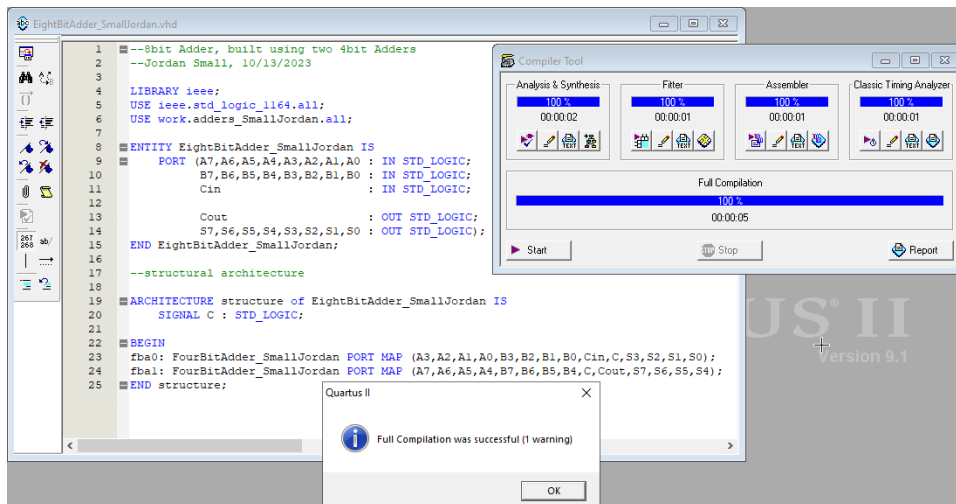 EightBitAdder_SmallJordan.vhd
1 --8bit Adder, built using two 4bit Adders
2 --Jordan Small, 10/13/2023
3
4 LIBRARY ieee;
5 USE ieee.std_logic_1164.all;
6 USE work.adders_SmallJordan.all;
7
8 ENTITY EightBitAdder_SmallJordan IS
9 PORT (A7,A6,A5,A4,A3,A2,A1,A0 : IN STD_LOGIC;
10 B7,B6,B5,B4,B3,B2,B1,B0 : IN STD_LOGIC;
11 Cin : IN STD_LOGIC;
12
13 Cout : OUT STD_LOGIC;
14 S7,S6,S5,S4,S3,S2,S1,S0 : OUT STD_LOGIC);
15 END EightBitAdder_SmallJordan;
16
17 --structural architecture
18
19 ARCHITECTURE structure of EightBitAdder_SmallJordan IS
20 SIGNAL C : STD_LOGIC;
21
22 BEGIN
23 fba0: FourBitAdder_SmallJordan PORT MAP (A3,A2,A1,A0,B3,B2,B1,B0,Cin,C,S3,S2,S1,S0);
24 fba1: FourBitAdder_SmallJordan PORT MAP (A7,A6,A5,A4,B7,B6,B5,B4,C,Cout,S7,S6,S5,S4);
25 END structure;
267
268
ab/
Compiler Tool
Analysis & Synthesis Fitter Assembler Classic Timing Analyzer
100 % 100 % 100 % 100 %
00:00:02 00:00:01 00:00:01 00:00:01
TEXT TEXT TEXT TEXT
Full Compilation
100 %
00:00:05
Start Stop Report
US II
Version 9.1
Quartus II
Full Compilation was successful (1 warning)
OK